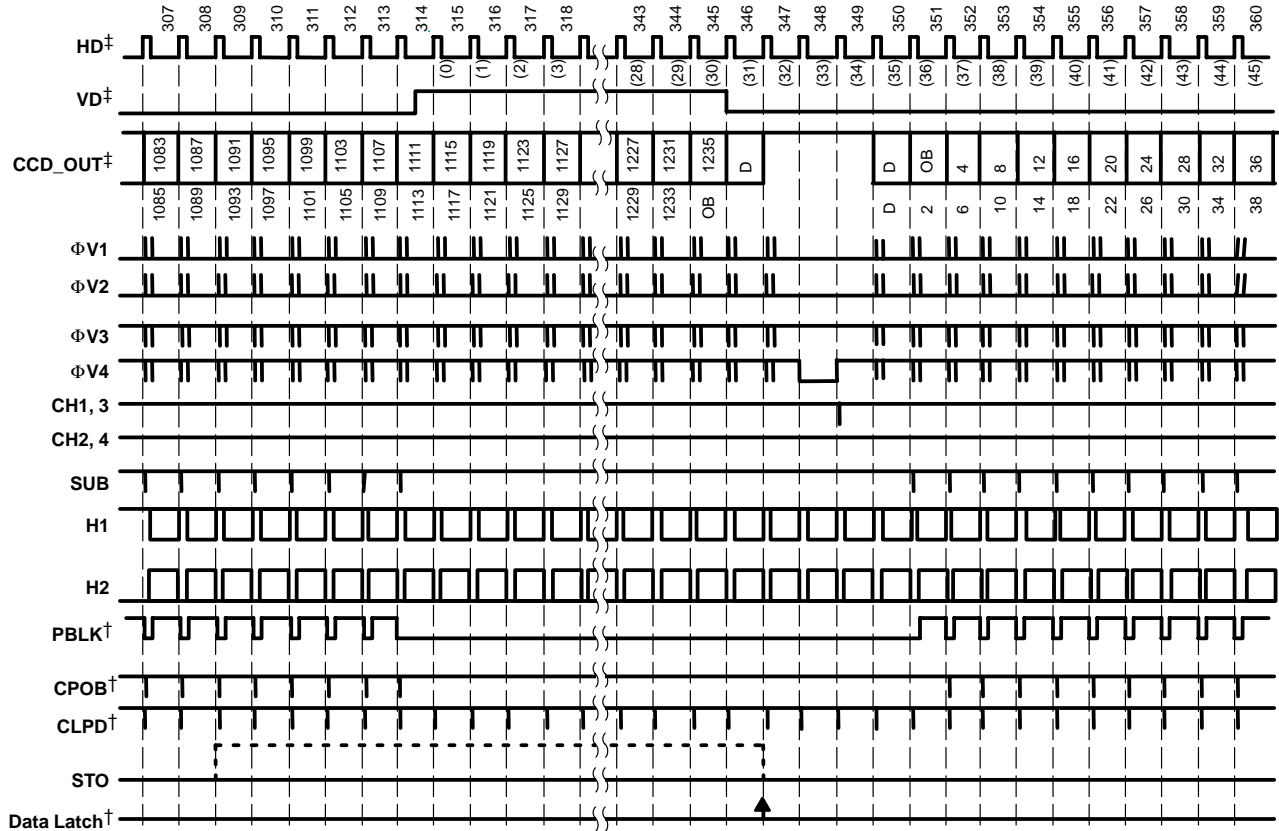 307 308 309 310 311 312 313 314 315 316 317 318 343 344 345 346 347 348 349 350 351 352 353 354 355 356 357 358 359 360
HD‡
(0) (1) (2) (3) (28) (29) (30) (31) (32) (33) (34) (35) (36) (37) (38) (39) (40) (41) (42) (43) (44) (45)
VD‡
CCD_OUT‡
1083 1087 1091 1095 1099 1103 1107 1111 1115 1119 1123 1127 1227 1231 1235 D D OB 4 8 12 16 20 24 28 32 36
1085 1089 1093 1097 1101 1105 1109 1113 1117 1121 1125 1129 1229 1233 OB D 2 6 10 14 18 22 26 30 34 38
ΦV1
ΦV2
ΦV3
ΦV4
CH1, 3
CH2, 4
SUB
H1
H2
PBLK†
CPOB†
CLPD†
STO
Data Latch†